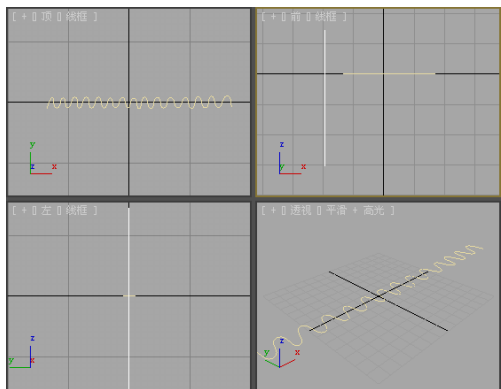 [ + ▯ 顶 ▯ 线框 ]
[ + ▯ 前 ▯ 线框 ]
y
z x
z
y x
[ + ▯ 左 ▯ 线框 ]
[ + ▯ 透视 ▯ 平滑 + 高光 ]
z
y x
z
y x